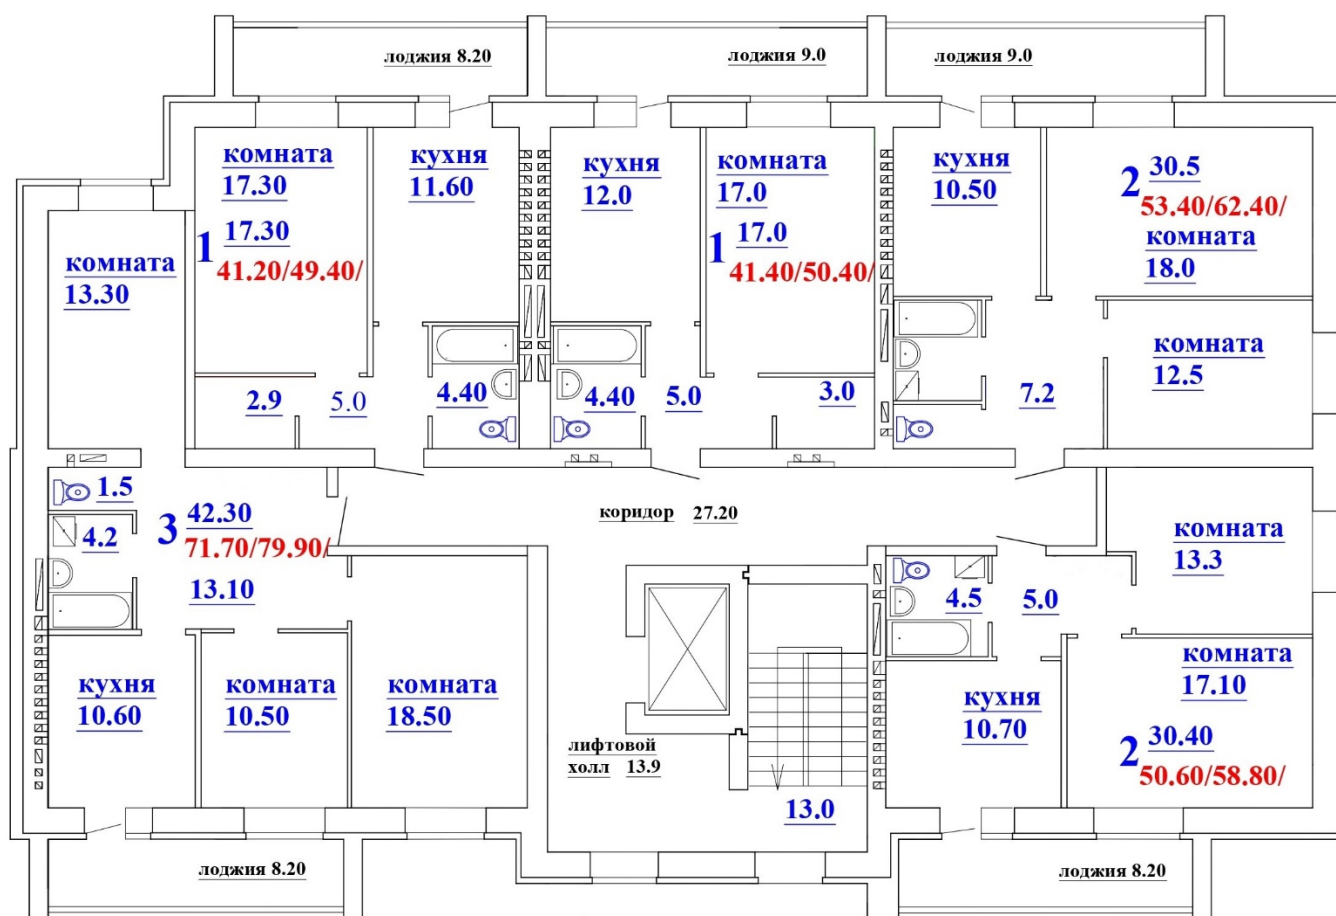 лоджия 8.20
лоджия 9.0
лоджия 9.0
комната
17.30
1
17.30
41.20/49.40/
кухня
11.60
2.9
5.0
4.40
кухня
12.0
комната
17.0
1
17.0
41.40/50.40/
4.40
5.0
3.0
кухня
10.50
2
30.5
53.40/62.40/
комната
18.0
комната
12.5
7.2
комната
13.30
1.5
4.2
3
42.30
71.70/79.90/
13.10
кухня
10.60
комната
10.50
комната
18.50
лоджия 8.20
коридор 27.20
лифтовой
холл 13.9
13.0
комната
13.3
4.5
5.0
кухня
10.70
комната
17.10
2
30.40
50.60/58.80/
лоджия 8.20